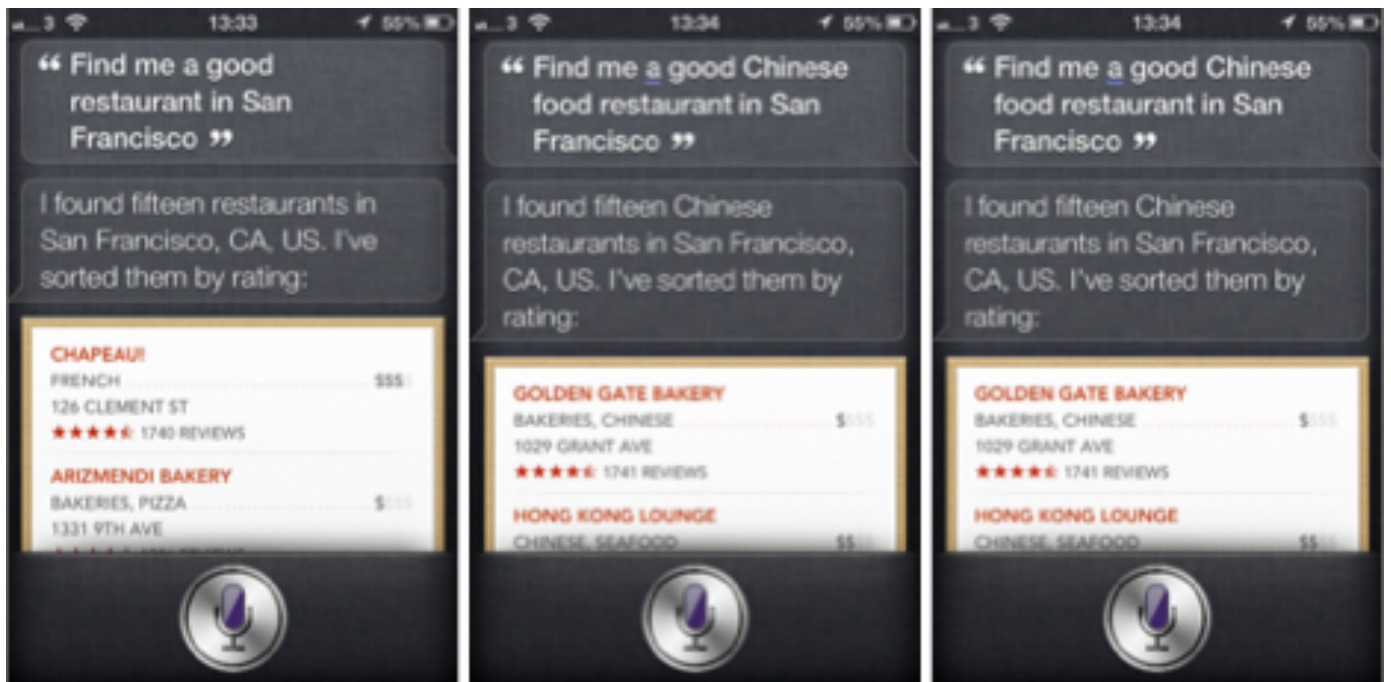 3 13:33 55%
“ Find me a good
restaurant in San
Francisco ”
I found fifteen restaurants in
San Francisco, CA, US. I've
sorted them by rating:
CHAPEAU!
FRENCH $$$$
126 CLEMENT ST
1740 REVIEWS
ARIZMENDI BAKERY
BAKERIES, PIZZA $$$$
1331 9TH AVE
3 13:34 55%
“ Find me a good Chinese
food restaurant in San
Francisco ”
I found fifteen Chinese
restaurants in San Francisco,
CA, US. I've sorted them by
rating:
GOLDEN GATE BAKERY
BAKERIES, CHINESE $$$$
1029 GRANT AVE
1741 REVIEWS
HONG KONG LOUNGE
CHINESE, SEAFOOD $$$$
3 13:34 55%
“ Find me a good Chinese
food restaurant in San
Francisco ”
I found fifteen Chinese
restaurants in San Francisco,
CA, US. I've sorted them by
rating:
GOLDEN GATE BAKERY
BAKERIES, CHINESE $$$$
1029 GRANT AVE
1741 REVIEWS
HONG KONG LOUNGE
CHINESE, SEAFOOD $$$$